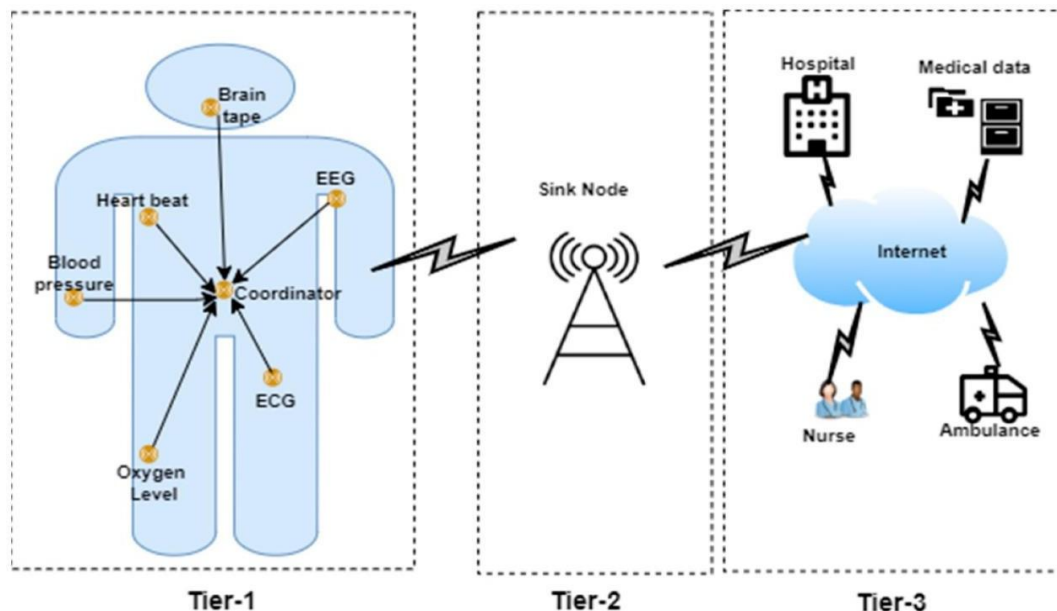 Brain
tape
EEG
Heart beat
Blood
pressure
Coordinator
ECG
Oxygen
Level
Tier-1
Sink Node
Tier-2
Hospital
H
Medical data
Internet
Nurse
Ambulance
Tier-3